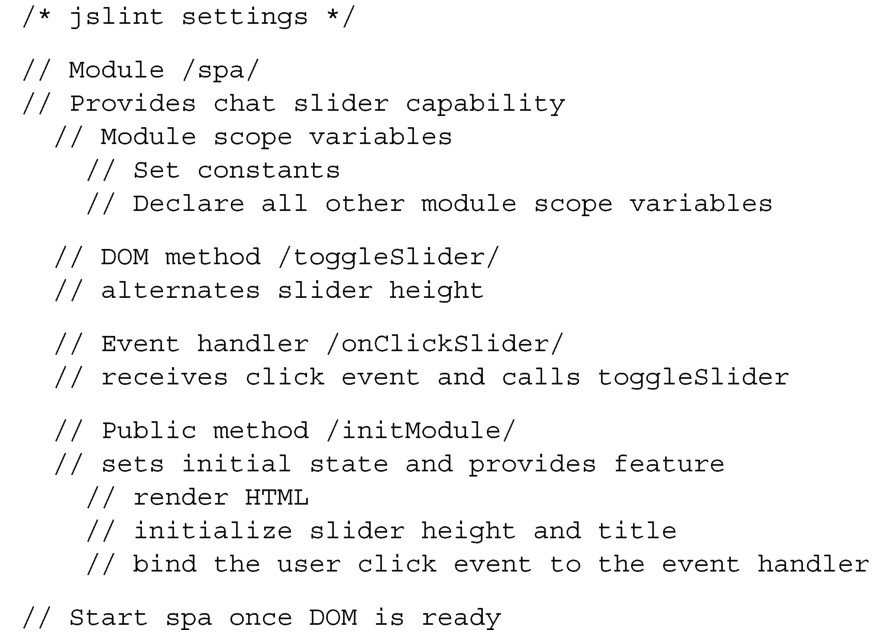 /* jslint settings */
// Module /spa/
// Provides chat slider capability
// Module scope variables
// Set constants
// Declare all other module scope variables
// DOM method /toggleSlider/
// alternates slider height
// Event handler /onClickSlider/
// receives click event and calls toggleSlider
// Public method /initModule/
// sets initial state and provides feature
// render HTML
// initialize slider height and title
// bind the user click event to the event handler
// Start spa once DOM is ready